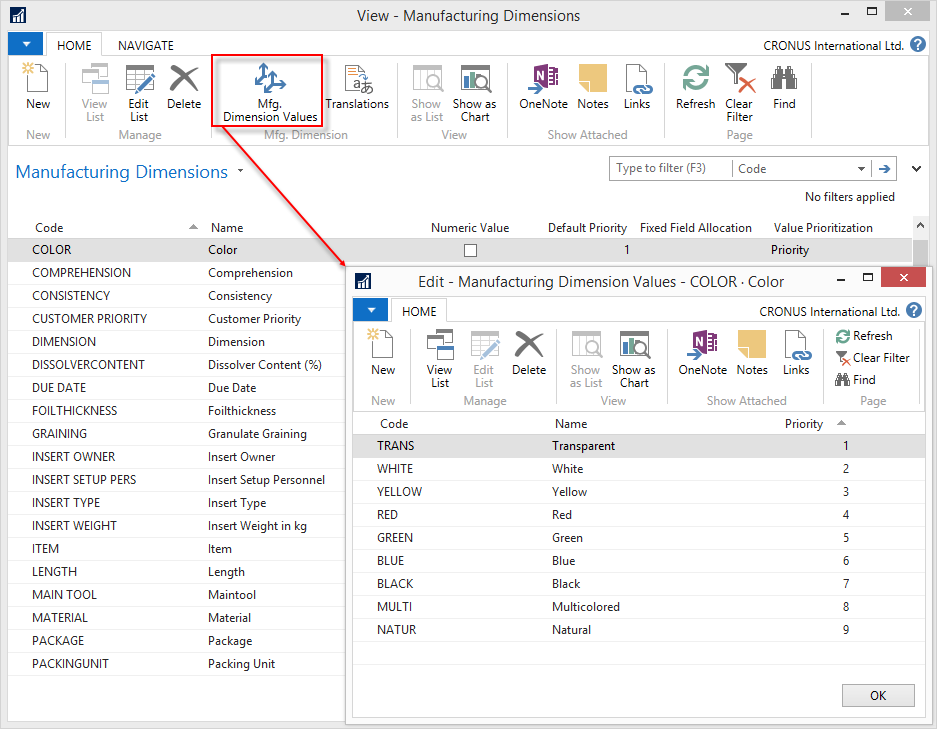 View - Manufacturing Dimensions
HOME NAVIGATE CRONUS International Ltd. ?
New View List Edit List Delete Mfg. Dimension Values Translations Show as List Show as Chart OneNote Notes Links Refresh Clear Filter Find
New Manage Mfg. Dimension View Show Attached Page
Manufacturing Dimensions Type to filter (F3) Code
No filters applied
Code Name Numeric Value Default Priority Fixed Field Allocation Value Prioritization
COLOR Color 1 Priority
COMPREHENSION Comprehension
CONSISTENCY Consistency
CUSTOMER PRIORITY Customer Priority
DIMENSION Dimension
DISSOLVERCONTENT Dissolver Content (%)
DUE DATE Due Date
FOILTHICKNESS Foilthickness
GRAINING Granulate Graining
INSERT OWNER Insert Owner
INSERT SETUP PERS Insert Setup Personnel
INSERT TYPE Insert Type
INSERT WEIGHT Insert Weight in kg
ITEM Item
LENGTH Length
MAIN TOOL Maintool
MATERIAL Material
PACKAGE Package
PACKINGUNIT Packing Unit
Edit - Manufacturing Dimension Values - COLOR · Color
HOME CRONUS International Ltd. ?
New View List Edit List Delete Show as List Show as Chart OneNote Notes Links Refresh Clear Filter Find
New Manage View Show Attached Page
Code Name Priority
TRANS Transparent 1
WHITE White 2
YELLOW Yellow 3
RED Red 4
GREEN Green 5
BLUE Blue 6
BLACK Black 7
MULTI Multicolored 8
NATUR Natural 9
OK